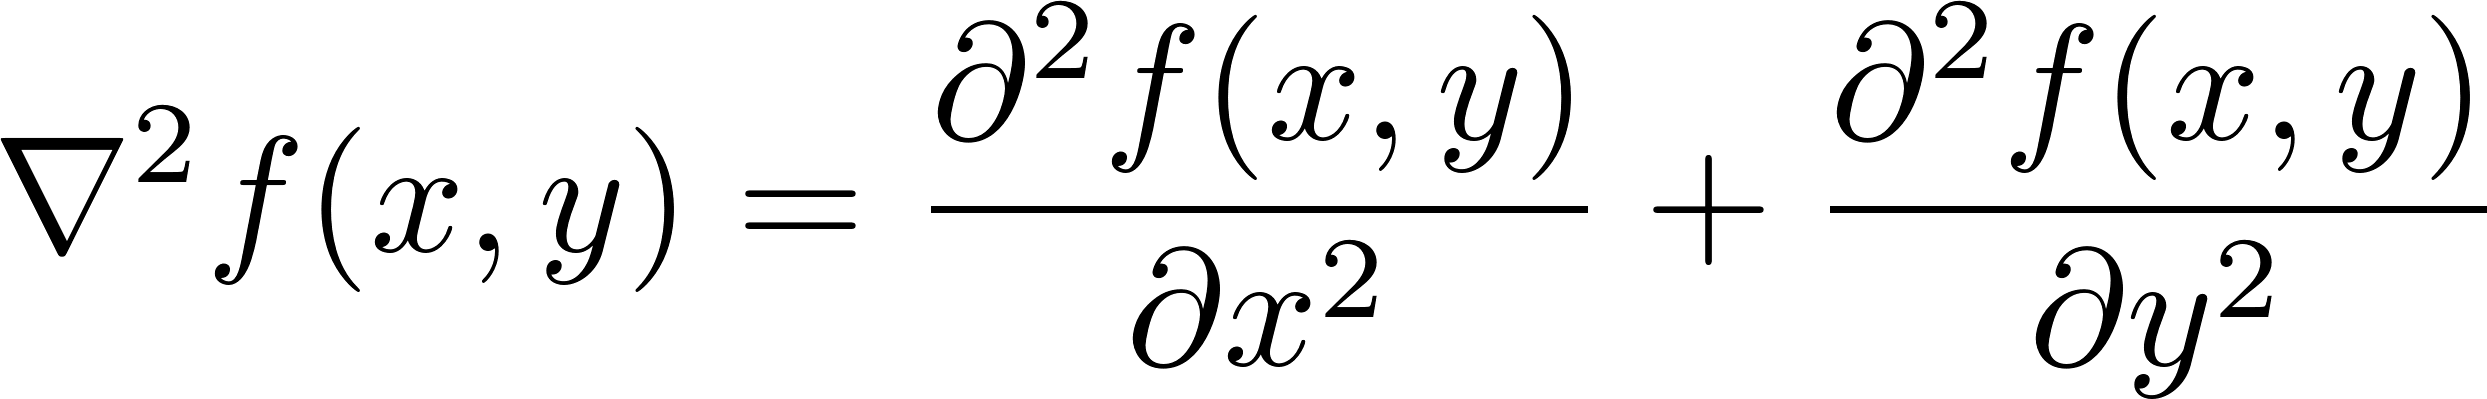 ∇²f(x, y) = ∂²f(x, y)/∂x² + ∂²f(x, y)/∂y²